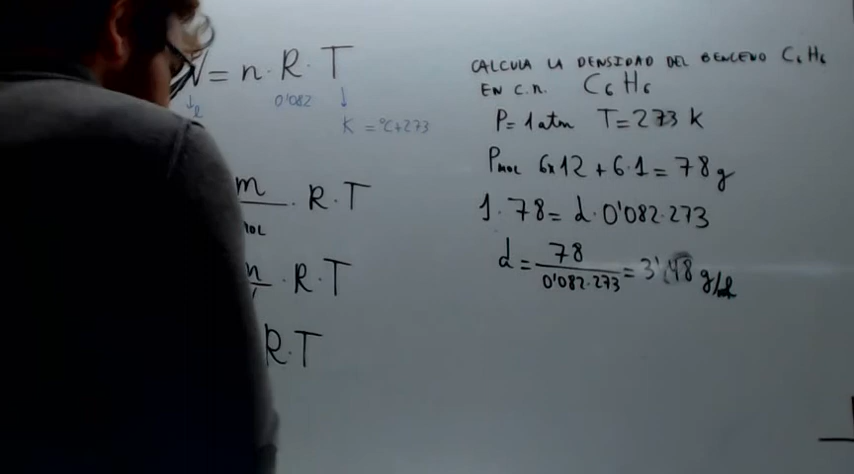 V = n · R · T
↓ l 0'082 ↓
K = °C+273
m/mol · R · T
· R · T
R · T
CALCULA LA DENSIDAD DEL BENCENO C₆H₆
EN C.N. C₆H₆
P = 1 atm T = 273 K
Pmol 6x12 + 6·1 = 78 g
1 · 78 = d · 0'082 · 273
d = 78/0'082·273 = 3'48 g/l